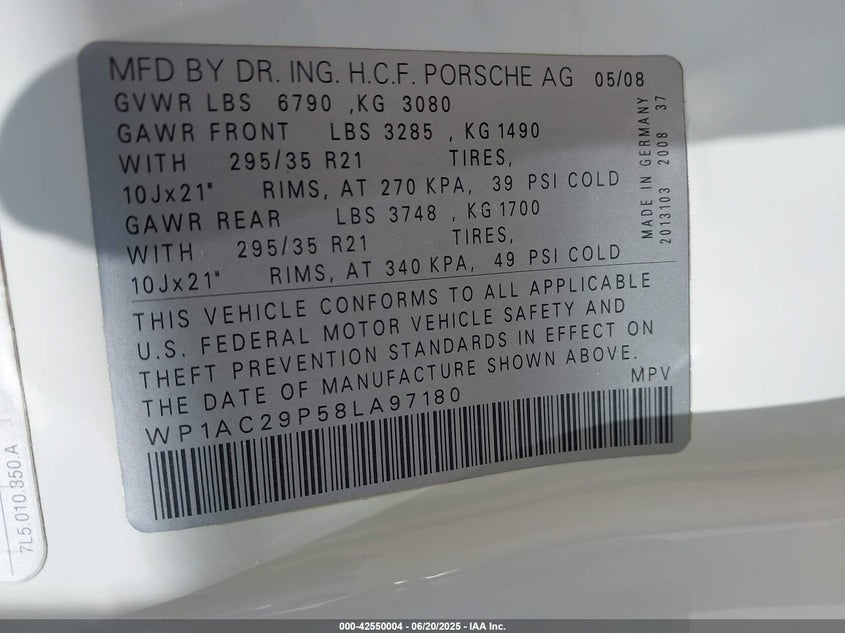 MFD BY DR. ING. H.C.F. PORSCHE AG 05/08
GVWR LBS 6790 ,KG 3080
GAWR FRONT LBS 3285 , KG 1490
WITH 295/35 R21 TIRES,
10Jx21" RIMS, AT 270 KPA, 39 PSI COLD
GAWR REAR LBS 3748 , KG 1700
WITH 295/35 R21 TIRES,
10Jx21" RIMS, AT 340 KPA, 49 PSI COLD
MADE IN GERMANY
2013103 2008 37
THIS VEHICLE CONFORMS TO ALL APPLICABLE
U.S. FEDERAL MOTOR VEHICLE SAFETY AND
THEFT PREVENTION STANDARDS IN EFFECT ON
THE DATE OF MANUFACTURE SHOWN ABOVE.
MPV
WP1AC29P58LA97180
7L5.010.350.A
000-42550004 - 06/20/2025 - IAA Inc.